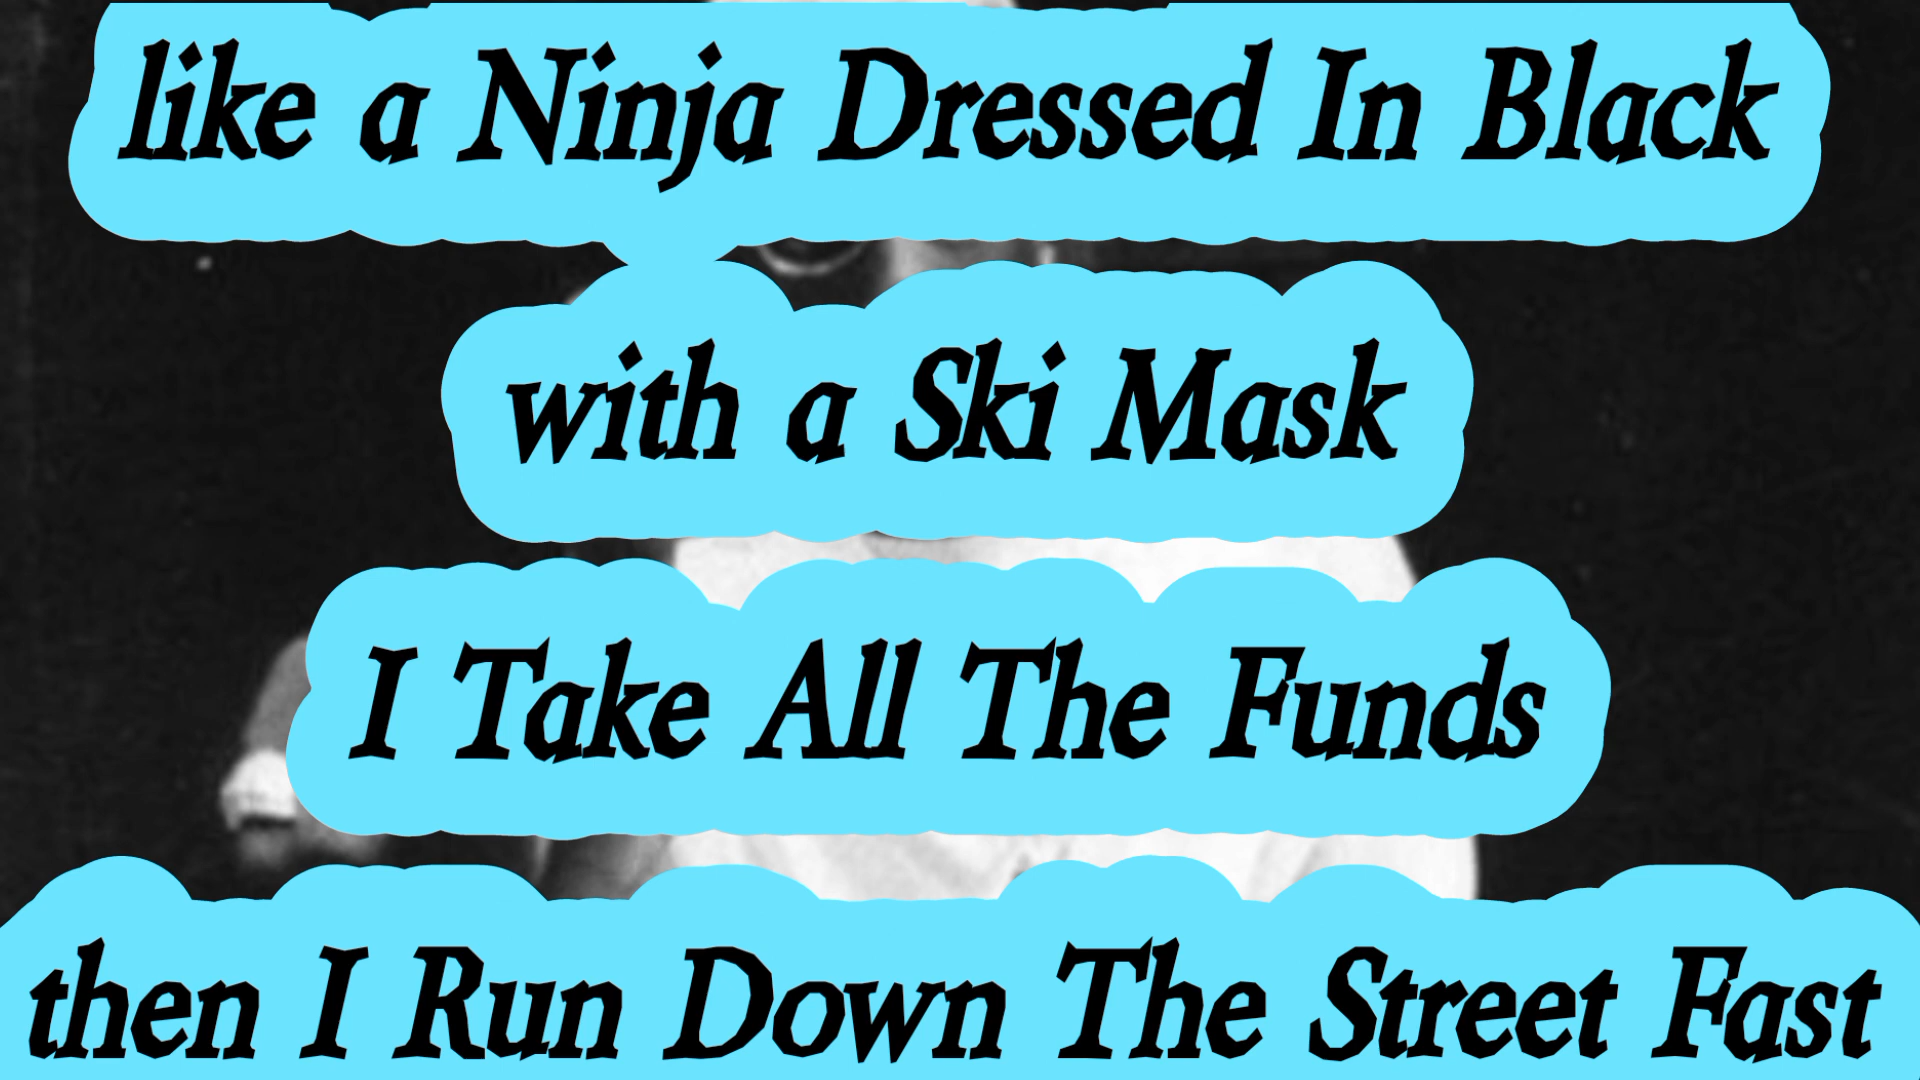 like a Ninja Dressed In Black
with a Ski Mask
I Take All The Funds
then I Run Down The Street Fast